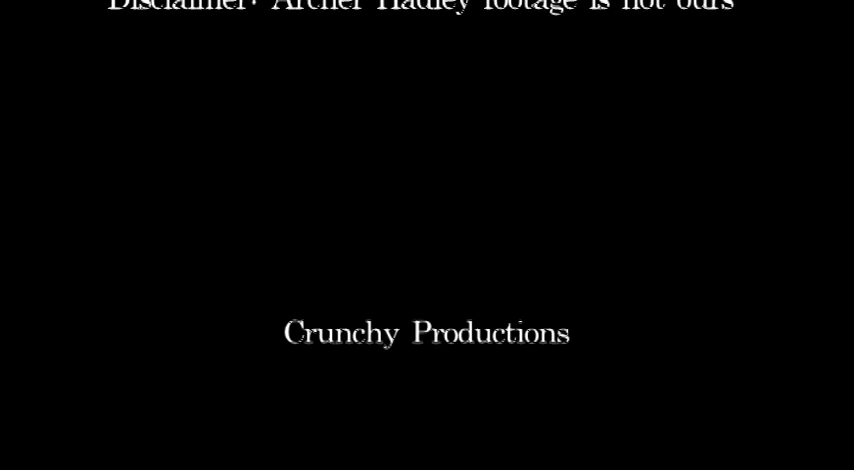 Disclaimer: Archer Hadley footage is not ours
Crunchy Productions